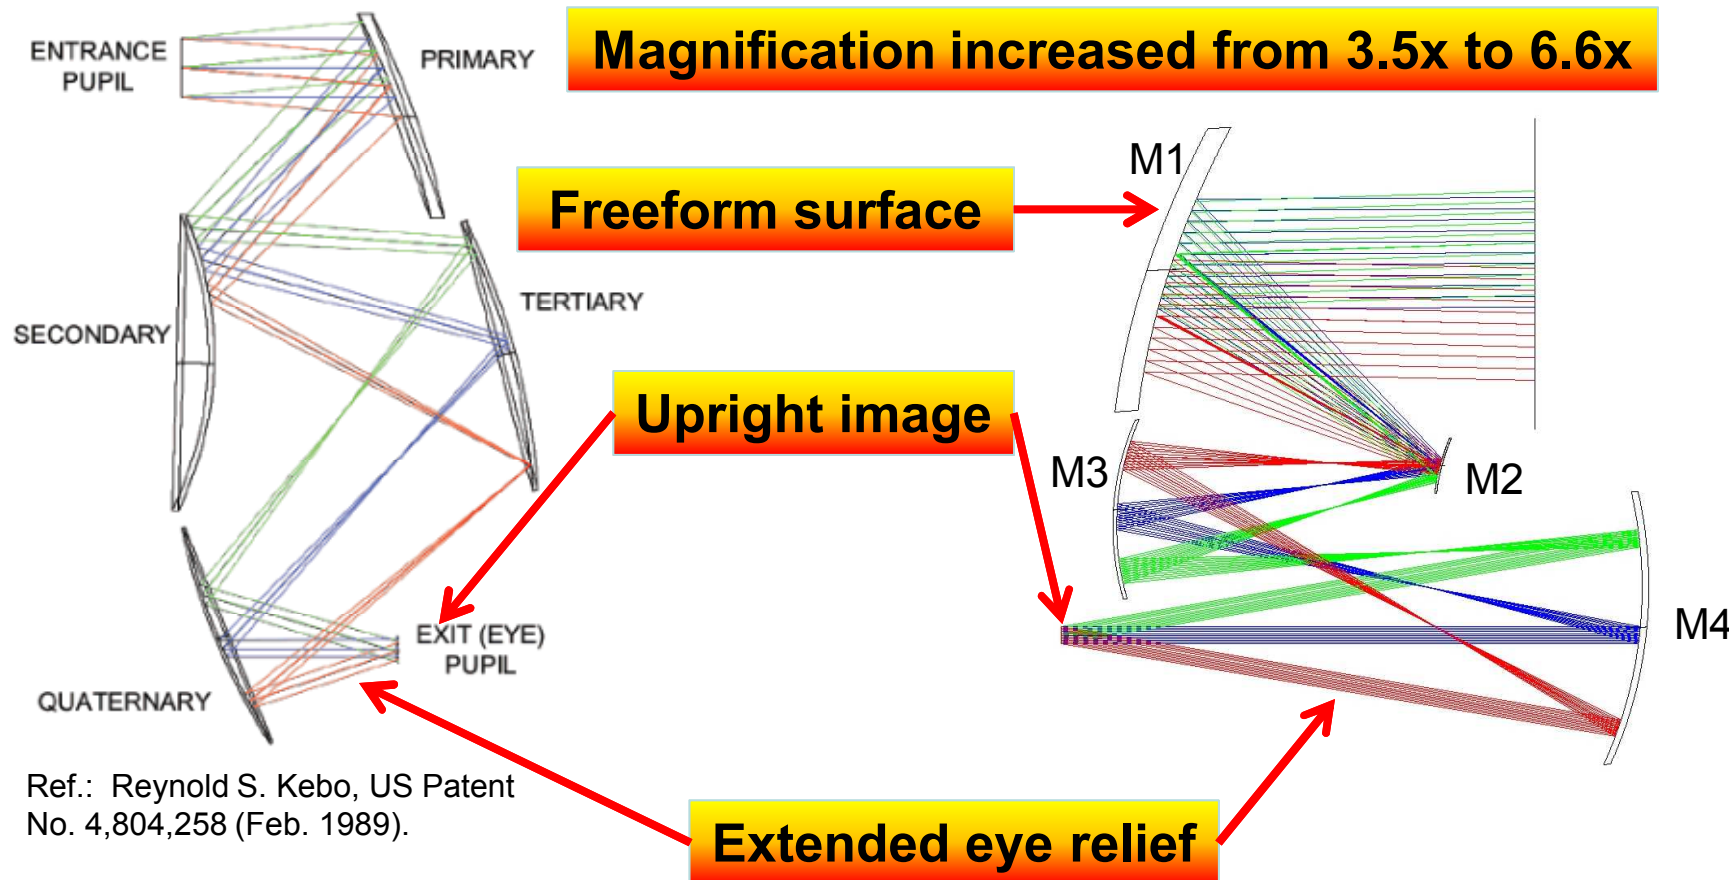 Magnification increased from 3.5x to 6.6x
ENTRANCE
PUPIL
PRIMARY
SECONDARY
TERTIARY
QUATERNARY
EXIT (EYE)
PUPIL
Ref.: Reynold S. Kebo, US Patent
No. 4,804,258 (Feb. 1989).
Freeform surface
Upright image
Extended eye relief
M1
M3
M2
M4